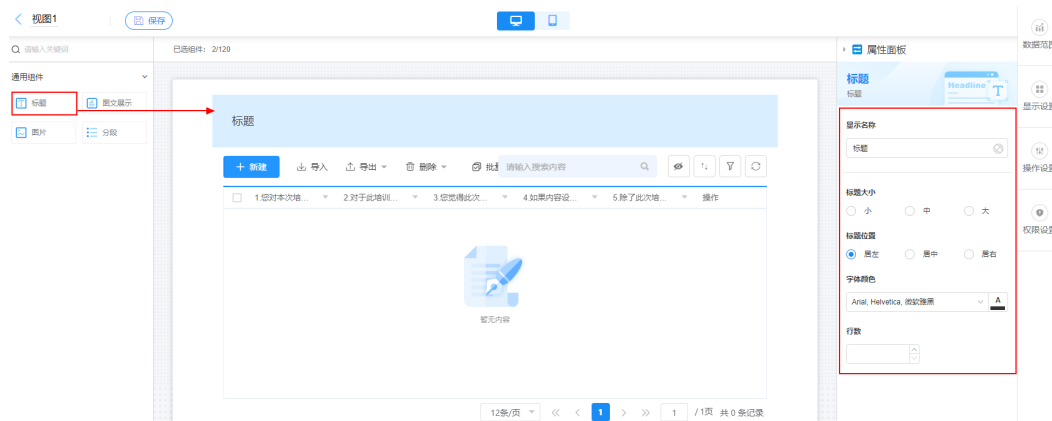 视图1
保存
请输入关键词
已选组件: 2/120
属性面板
数据范围
通用组件
标题
图文展示
图片
分段
标题
新建
导入
导出
删除
请输入搜索内容
1.您对本次培...
2.对于此培训...
3.您觉得此次...
4.如果内容设...
5.除了此次培...
操作
暂无内容
12条/页
1
1
/1页
共0条记录
标题
标题
Headline
T
显示名称
标题
标题大小
小
中
大
标题位置
居左
居中
居右
字体颜色
Arial, Helvetica, 微软雅黑
A
行数
显示设置
操作设置
权限设置